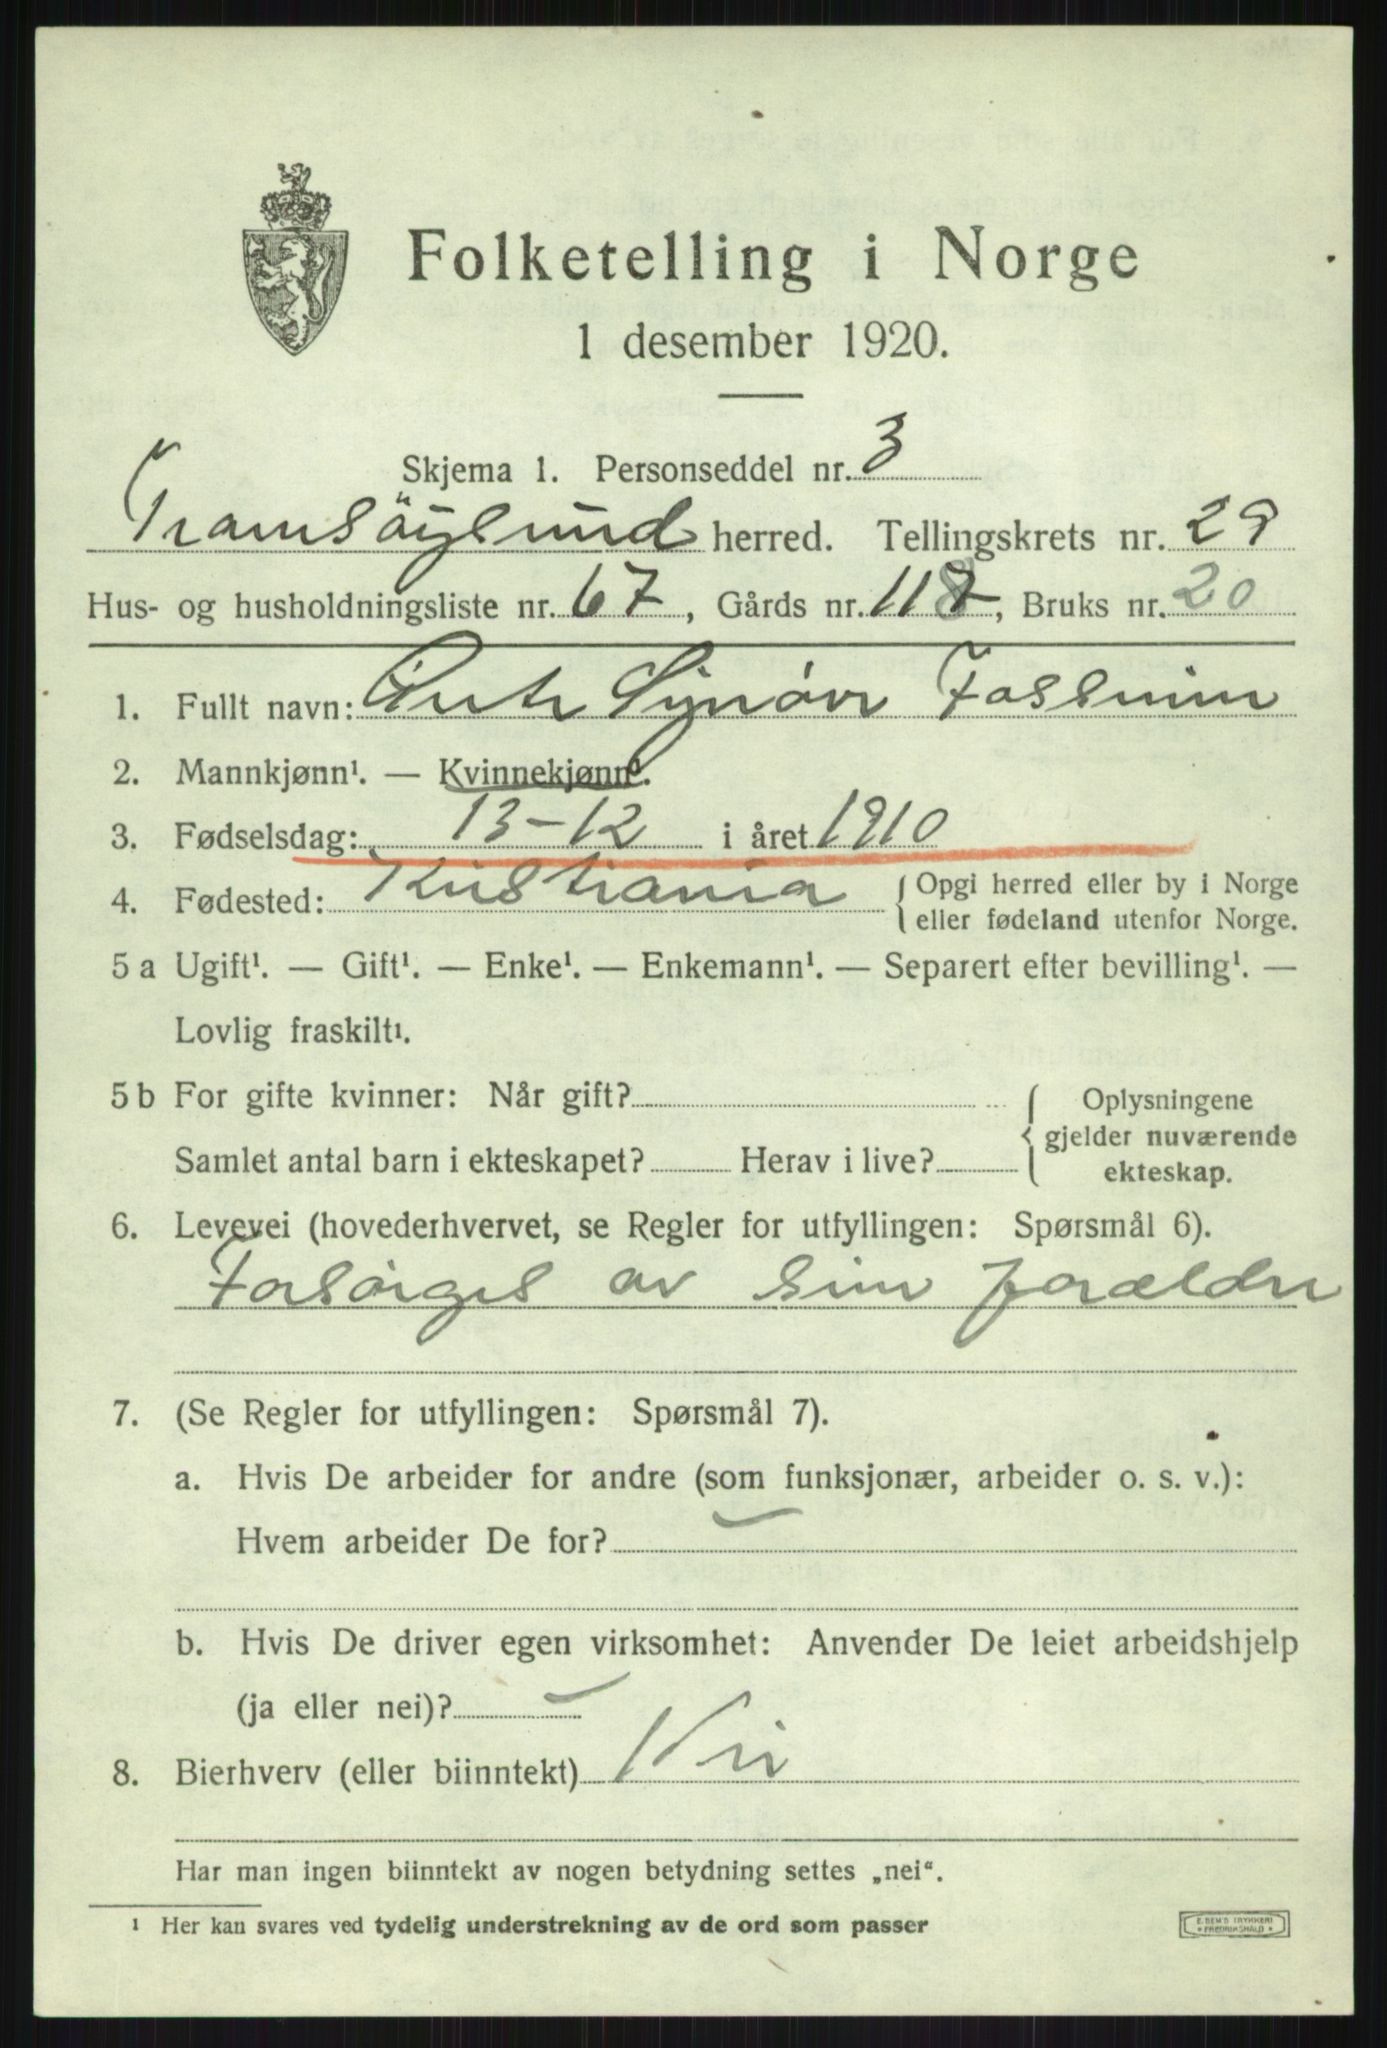 Folketelling i Norge
1 desember 1920.
Skjema 1. Personseddel nr. 3
Tromsöysund herred. Tellingskrets nr. 29
Hus- og husholdningsliste nr. 67, Gårds nr. 118, Bruks nr. 20
1. Fullt navn: Synöve
2. Mannkjønn¹. — Kvinnekjønn¹.
3. Fødselsdag: 13-12 i året 1910
4. Fødested: Kristiania { Opgi herred eller by i Norge
eller fødeland utenfor Norge.
5 a Ugift¹. — Gift¹. — Enke¹. — Enkemann¹. — Separert efter bevilling¹. —
Lovlig fraskilt¹.
5 b For gifte kvinner: Når gift?
Samlet antal barn i ekteskapet? Herav i live? { Oplysningene
gjelder nuværende
ekteskap.
6. Levevei (hovederhvervet, se Regler for utfyllingen: Spørsmål 6).
Forsörges av sine forældre
7. (Se Regler for utfyllingen: Spørsmål 7).
a. Hvis De arbeider for andre (som funksjonær, arbeider o. s. v.):
Hvem arbeider De for? —
b. Hvis De driver egen virksomhet: Anvender De leiet arbeidshjelp
(ja eller nei)? —
8. Bierhverv (eller biinntekt) Nei
Har man ingen biinntekt av nogen betydning settes „nei“.
¹ Her kan svares ved tydelig understrekning av de ord som passer
E. SEM'S TRYKKERI
FREDRIKSHALD